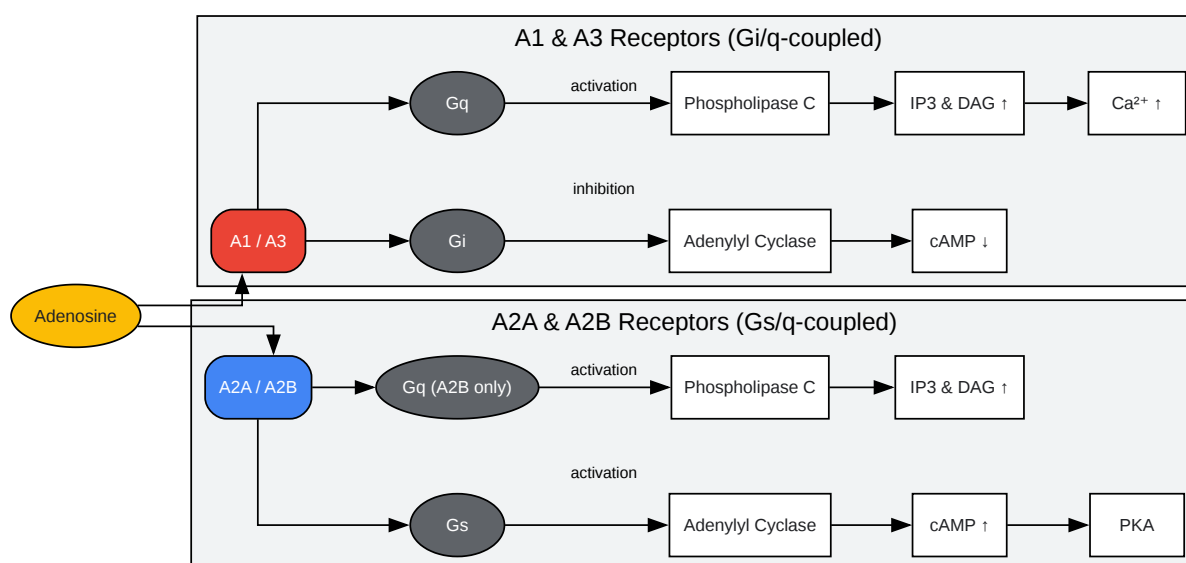 A1 & A3 Receptors (Gi/q-coupled)
Gq
activation
Phospholipase C
IP3 & DAG ↑
Ca²⁺ ↑
inhibition
A1 / A3
Gi
Adenylyl Cyclase
cAMP ↓
Adenosine
A2A & A2B Receptors (Gs/q-coupled)
A2A / A2B
Gq (A2B only)
activation
Phospholipase C
IP3 & DAG ↑
activation
Gs
Adenylyl Cyclase
cAMP ↑
PKA